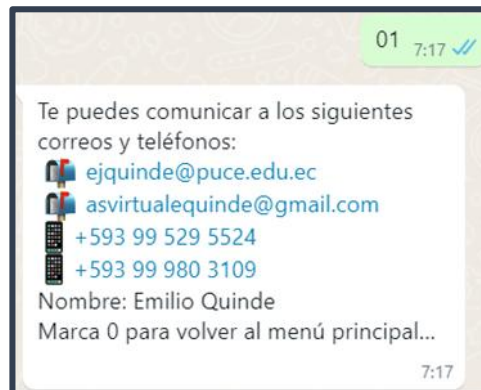 01
7:17
Te puedes comunicar a los siguientes
correos y teléfonos:
ejquinde@puce.edu.ec
asvirtualequinde@gmail.com
+593 99 529 5524
+593 99 980 3109
Nombre: Emilio Quinde
Marca 0 para volver al menú principal...
7:17